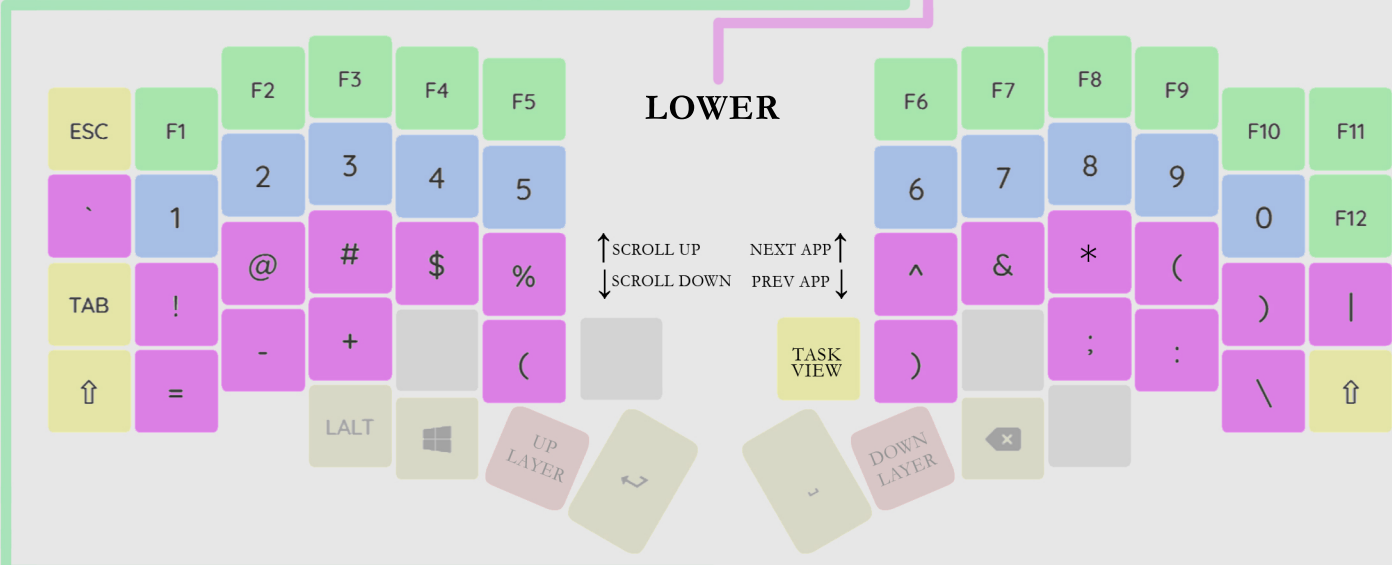 LOWER
ESC F1 F2 F3 F4 F5
F6 F7 F8 F9 F10 F11
` 1 2 3 4 5
6 7 8 9 0 F12
TAB ! @ # $ %
SCROLL UP
SCROLL DOWN
NEXT APP
PREV APP
^ & * ( ) |
⇧ = - + (
TASK
VIEW
) ; : \ ⇧
LALT
UP
LAYER
DOWN
LAYER